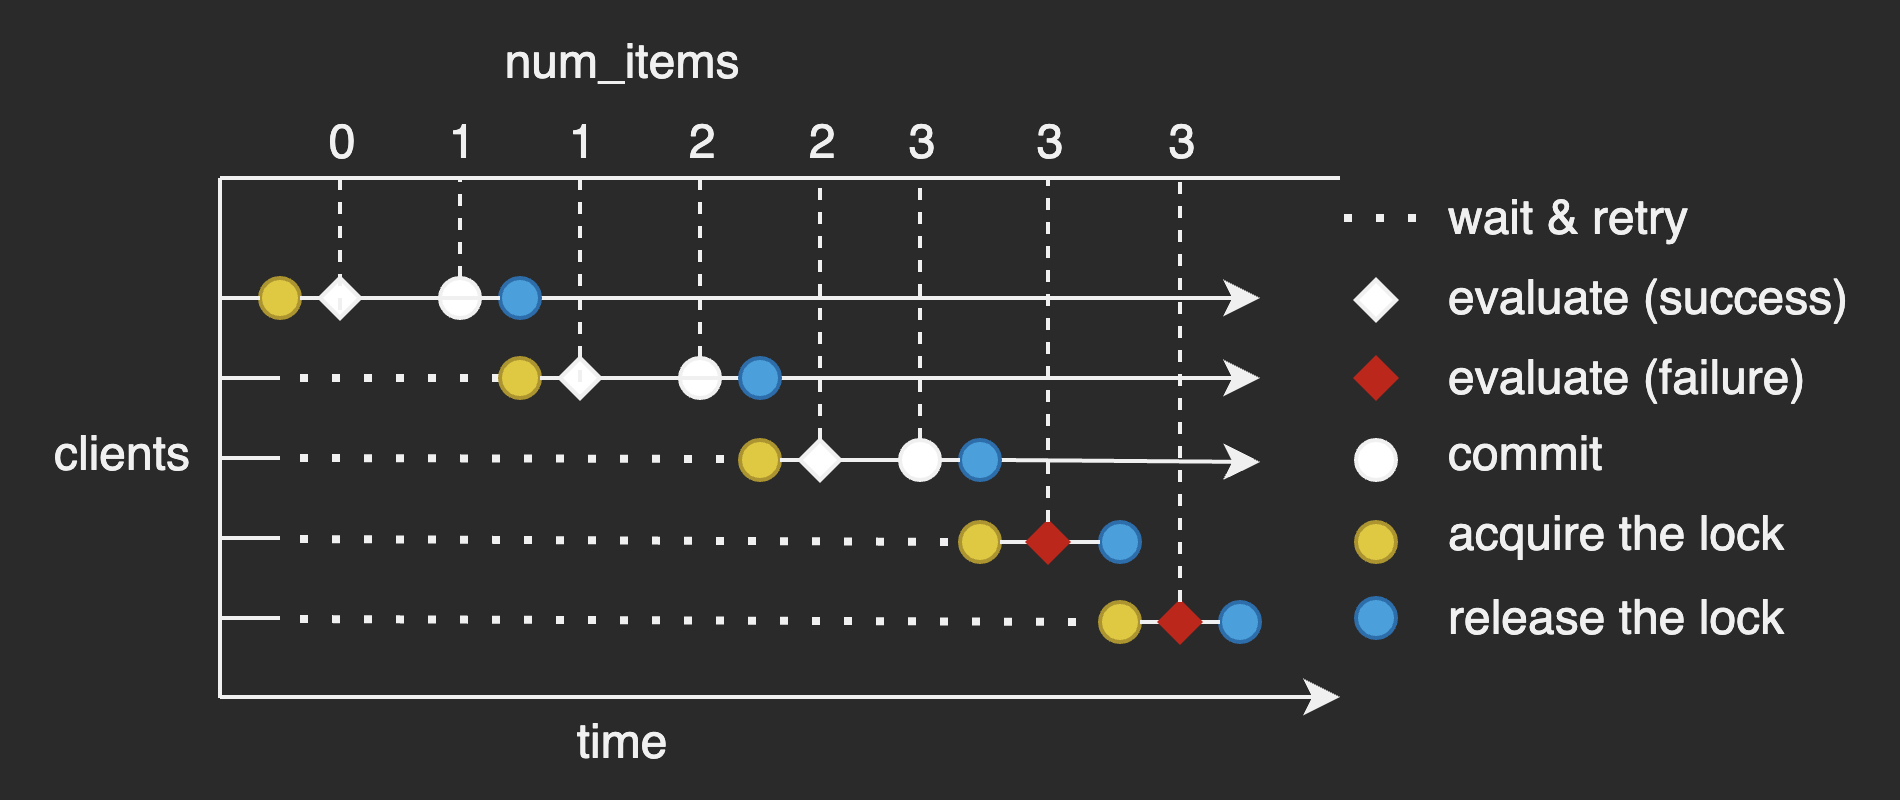 num_items
0 1 1 2 2 3 3 3
wait & retry
evaluate (success)
evaluate (failure)
clients
commit
acquire the lock
release the lock
time